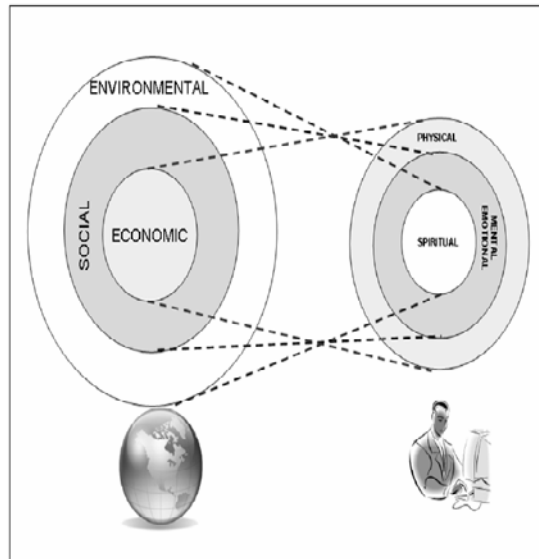 ENVIRONMENTAL
SOCIAL
ECONOMIC
PHYSICAL
MENTAL
EMOTIONAL
SPIRITUAL